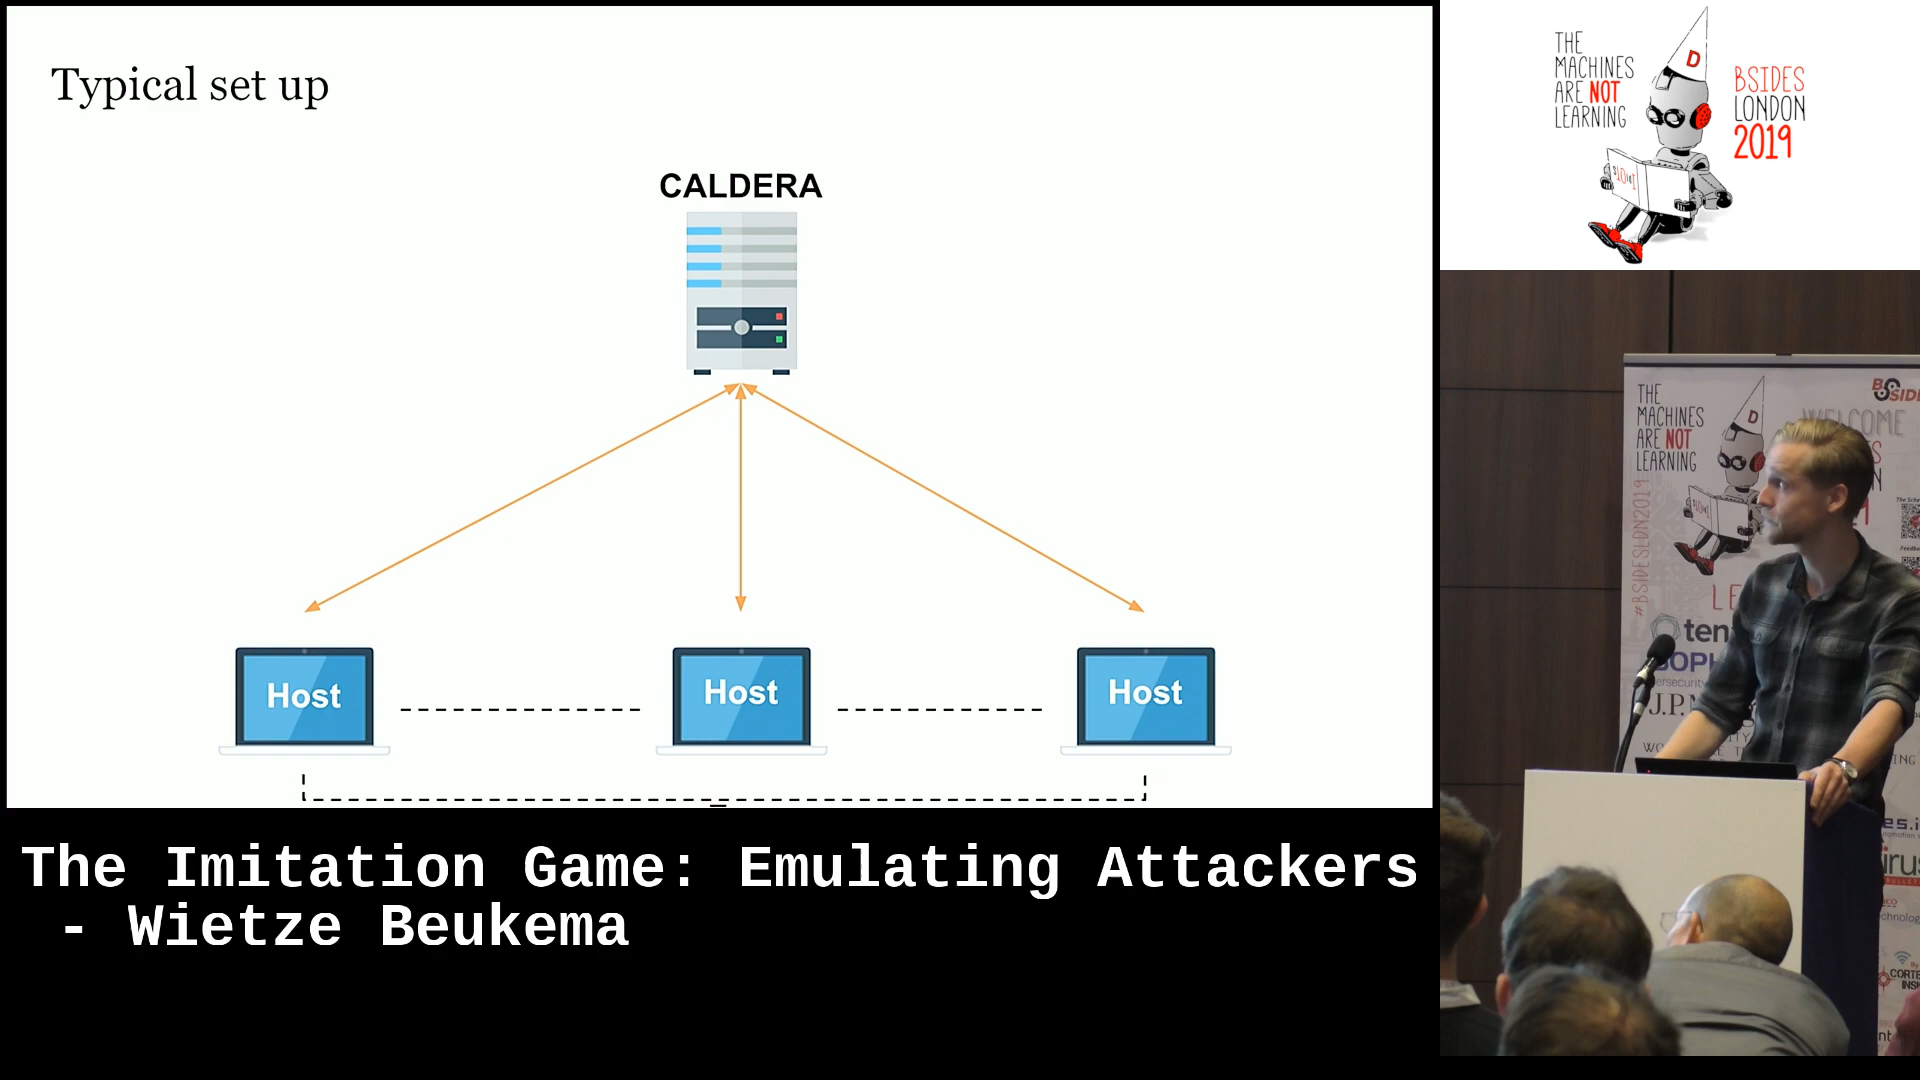 Typical set up
CALDERA
Host
Host
Host
The Imitation Game: Emulating Attackers
- Wietze Beukema
THE
MACHINES
ARE NOT
LEARNING
D
BSIDES
LONDON
2019
THE
MACHINES
ARE NOT
LEARNING
D
WELCOME
#BSIDESLDN2019